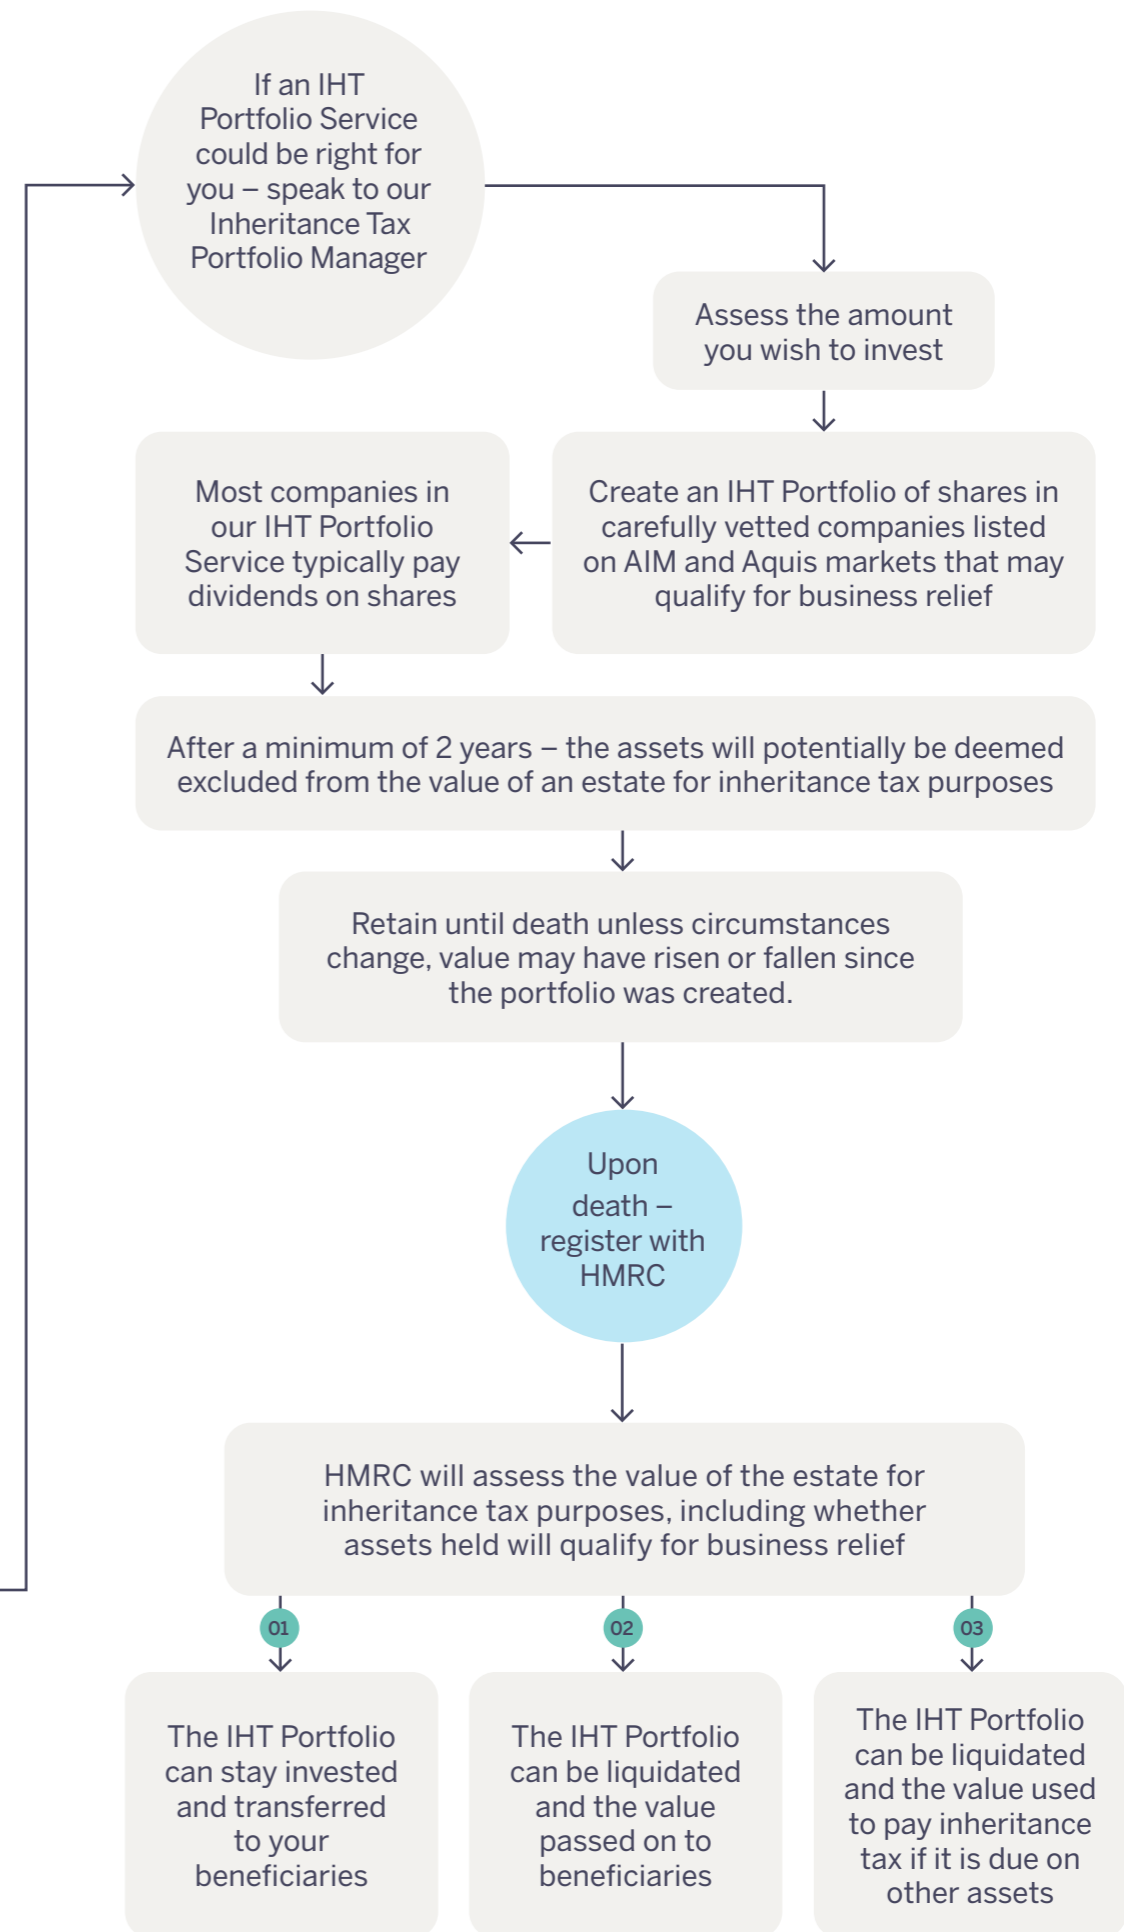 If an IHT
Portfolio Service
could be right for
you – speak to our
Inheritance Tax
Portfolio Manager
Assess the amount
you wish to invest
Create an IHT Portfolio of shares in
carefully vetted companies listed
on AIM and Aquis markets that may
qualify for business relief
Most companies in
our IHT Portfolio
Service typically pay
dividends on shares
After a minimum of 2 years – the assets will potentially be deemed
excluded from the value of an estate for inheritance tax purposes
Retain until death unless circumstances
change, value may have risen or fallen since
the portfolio was created.
Upon
death –
register with
HMRC
HMRC will assess the value of the estate for
inheritance tax purposes, including whether
assets held will qualify for business relief
01
The IHT Portfolio
can stay invested
and transferred
to your
beneficiaries
02
The IHT Portfolio
can be liquidated
and the value
passed on to
beneficiaries
03
The IHT Portfolio
can be liquidated
and the value used
to pay inheritance
tax if it is due on
other assets